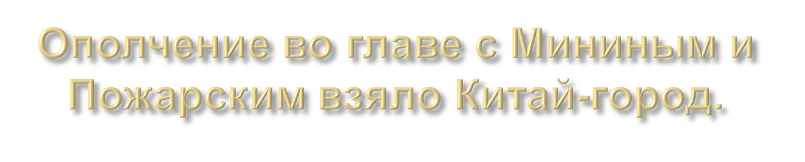 Ополчение во главе с Мининым и
Пожарским взяло Китай-город.